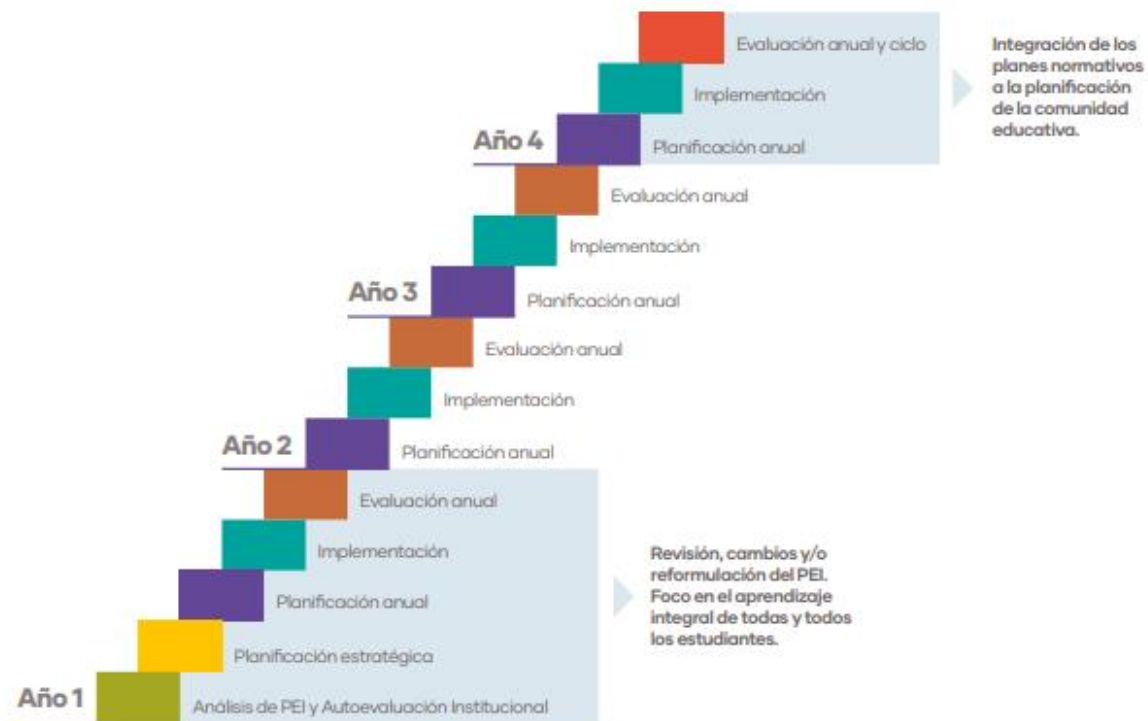 Evaluación anual y ciclo
Implementación
Año 4
Planificación anual
Integración de los
planes normativos
a la planificación
de la comunidad
educativa.
Evaluación anual
Implementación
Año 3
Planificación anual
Evaluación anual
Implementación
Año 2
Planificación anual
Evaluación anual
Implementación
Planificación anual
Planificación estratégica
Año 1
Análisis de PEI y Autoevaluación Institucional
Revisión, cambios y/o
reformulación del PEI.
Foco en el aprendizaje
integral de todas y todos
los estudiantes.